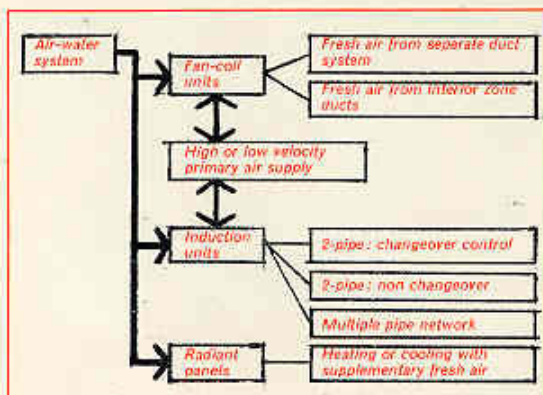 Air-water
system
Fan-coil
units
Fresh air from separate duct
system
Fresh air from interior zone
ducts
High or low velocity
primary air supply
Induction
units
2-pipe: changeover control
2-pipe: non changeover
Multiple pipe network
Radiant
panels
Heating or cooling with
supplementary fresh air